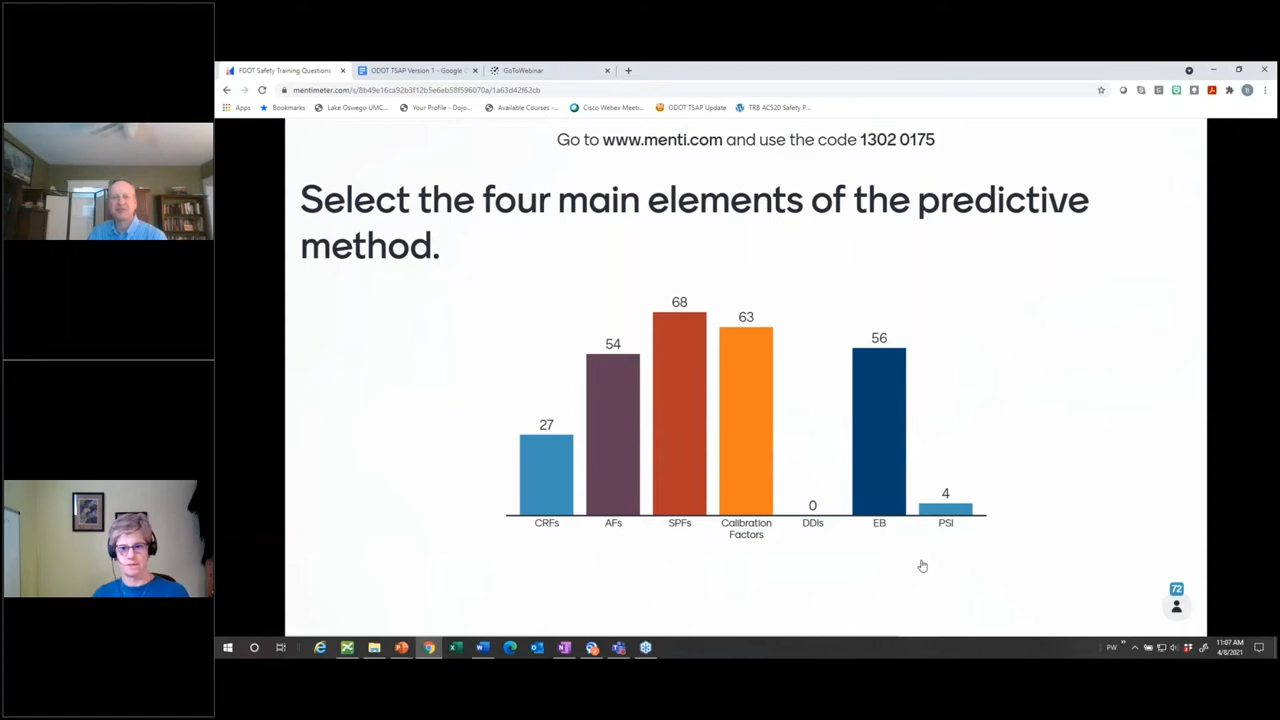 FDOT Safety Training Questions
ODOT TSAP Version 1 - Google
GoToWebinar
mentimeter.com/s/8b49e16ca92b3f12b5e6eb58f596070a/1a63d42f62cb
Apps
Bookmarks
Lake Oswego UMC...
Your Profile - Dojo...
Available Courses -...
Cisco Webex Meeti...
ODOT TSAP Update
TRB ACS20 Safety P...
Go to www.menti.com and use the code 1302 0175
Select the four main elements of the predictive
method.
27
54
68
63
0
56
4
CRFs
AFs
SPFs
Calibration
Factors
DDIs
EB
PSI
72
PW
11:07 AM
4/8/2021